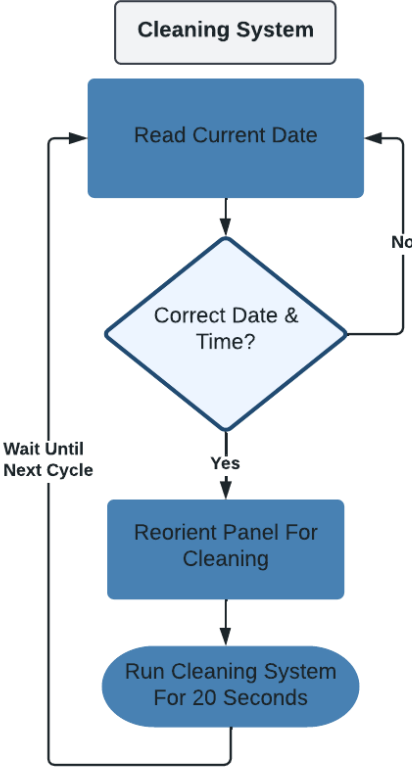 Cleaning System
Read Current Date
Correct Date &
Time?
No
Yes
Wait Until
Next Cycle
Reorient Panel For
Cleaning
Run Cleaning System
For 20 Seconds